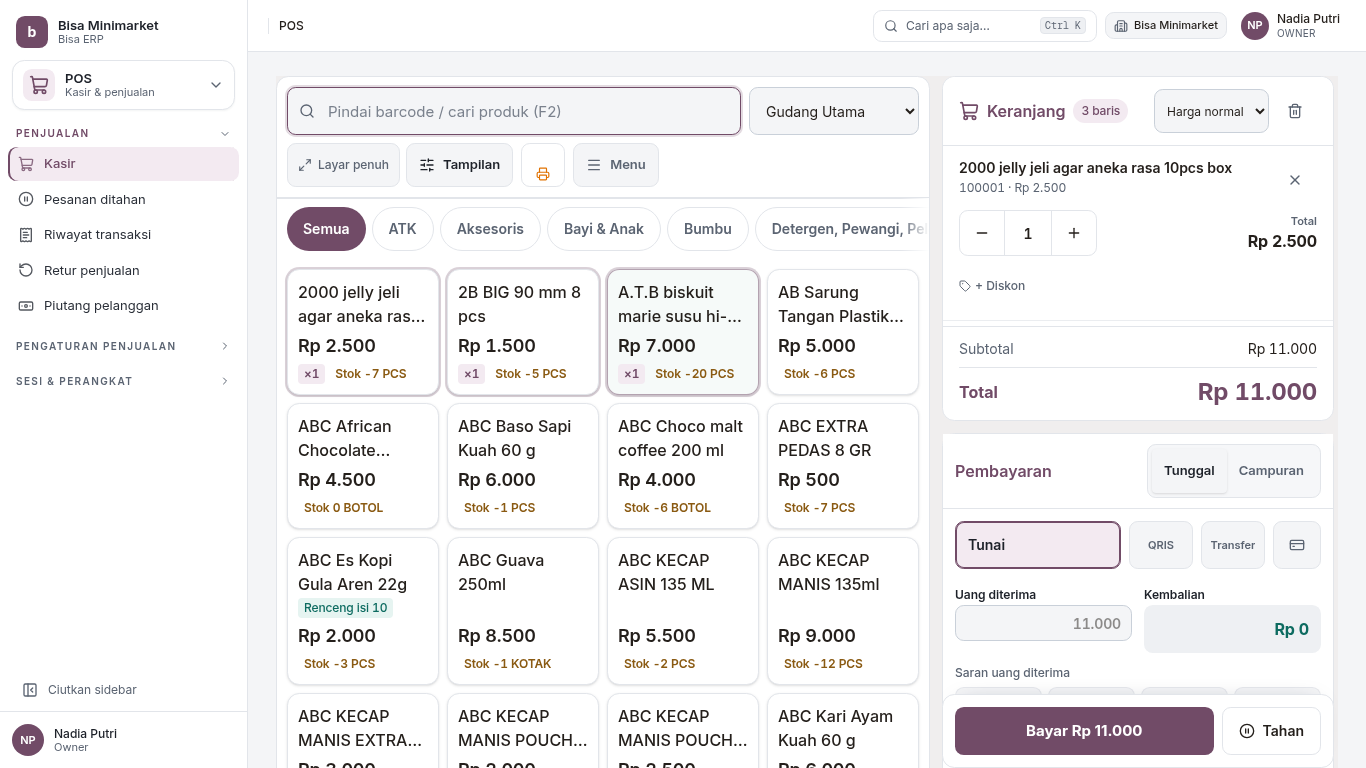 b
Bisa Minimarket
Bisa ERP
POS
Kasir & penjualan
PENJUALAN
Kasir
Pesanan ditahan
Riwayat transaksi
Retur penjualan
Piutang pelanggan
PENGATURAN PENJUALAN
SESI & PERANGKAT
Ciutkan sidebar
NP
Nadia Putri
Owner
POS
Cari apa saja...
Ctrl K
Bisa Minimarket
NP
Nadia Putri
OWNER
Pindai barcode / cari produk (F2)
Gudang Utama
Layar penuh
Tampilan
Menu
Semua
ATK
Aksesoris
Bayi & Anak
Bumbu
Detergen, Pewangi, Pe
2000 jelly jeli
agar aneka ras...
Rp 2.500
×1 Stok -7 PCS
2B BIG 90 mm 8
pcs
Rp 1.500
×1 Stok -5 PCS
A.T.B biskuit
marie susu hi-...
Rp 7.000
×1 Stok -20 PCS
AB Sarung
Tangan Plastik...
Rp 5.000
Stok -6 PCS
ABC African
Chocolate...
Rp 4.500
Stok 0 BOTOL
ABC Baso Sapi
Kuah 60 g
Rp 6.000
Stok -1 PCS
ABC Choco malt
coffee 200 ml
Rp 4.000
Stok -6 BOTOL
ABC EXTRA
PEDAS 8 GR
Rp 500
Stok -7 PCS
ABC Es Kopi
Gula Aren 22g
Renceng isi 10
Rp 2.000
Stok -3 PCS
ABC Guava
250ml
Rp 8.500
Stok -1 KOTAK
ABC KECAP
ASIN 135 ML
Rp 5.500
Stok -2 PCS
ABC KECAP
MANIS 135ml
Rp 9.000
Stok -12 PCS
ABC KECAP
MANIS EXTRA...
ABC KECAP
MANIS POUCH...
ABC KECAP
MANIS POUCH...
ABC Kari Ayam
Kuah 60 g
Keranjang
3 baris
Harga normal
2000 jelly jeli agar aneka rasa 10pcs box
100001 · Rp 2.500
− 1 +
Total
Rp 2.500
+ Diskon
Subtotal Rp 11.000
Total Rp 11.000
Pembayaran
Tunggal
Campuran
Tunai
QRIS
Transfer
Uang diterima
11.000
Kembalian
Rp 0
Saran uang diterima
Bayar Rp 11.000
Tahan